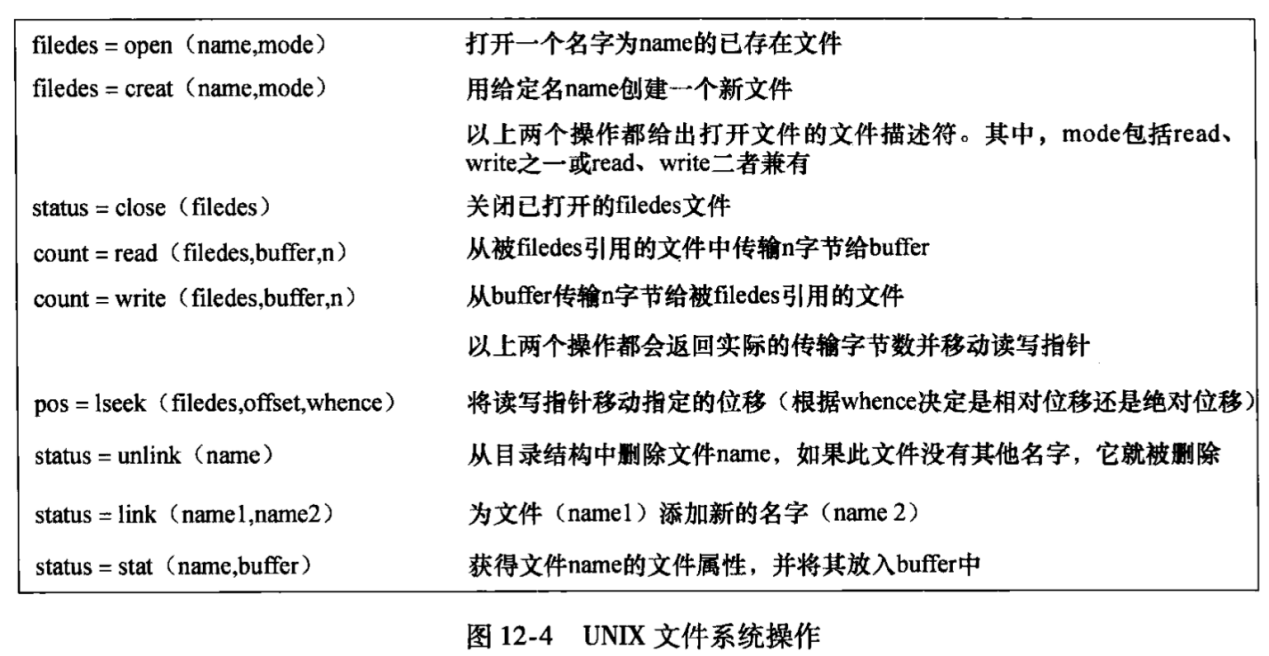 filedes = open（name,mode） 打开一个名字为name的已存在文件
filedes = creat（name,mode） 用给定名name创建一个新文件
以上两个操作都给出打开文件的文件描述符。其中，mode包括read、
write之一或read、write二者兼有
status = close（filedes） 关闭已打开的filedes文件
count = read（filedes,buffer,n） 从被filedes引用的文件中传输n字节给buffer
count = write（filedes,buffer,n） 从buffer传输n字节给被filedes引用的文件
以上两个操作都会返回实际的传输字节数并移动读写指针
pos = lseek（filedes,offset,whence） 将读写指针移动指定的位移（根据whence决定是相对位移还是绝对位移）
status = unlink（name） 从目录结构中删除文件name，如果此文件没有其他名字，它就被删除
status = link（name1,name2） 为文件（name1）添加新的名字（name 2）
status = stat（name,buffer） 获得文件name的文件属性，并将其放入buffer中
图 12-4 UNIX 文件系统操作